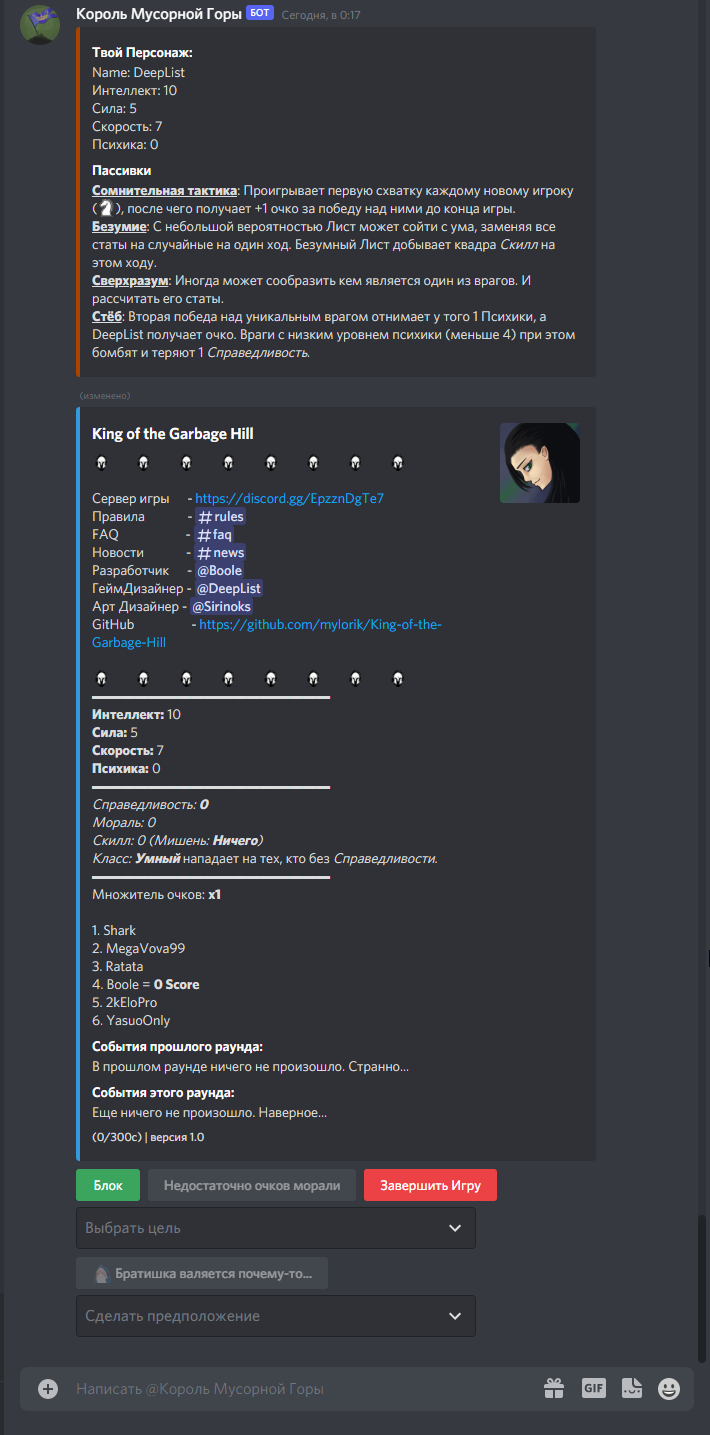 Король Мусорной Горы БОТ Сегодня, в 0:17
Твой Персонаж:
Name: DeepList
Интеллект: 10
Сила: 5
Скорость: 7
Психика: 0
Пассивки
Сомнительная тактика: Проигрывает первую схватку каждому новому игроку
( ), после чего получает +1 очко за победу над ними до конца игры.
Безумие: С небольшой вероятностью Лист может сойти с ума, заменяя все
статы на случайные на один ход. Безумный Лист добывает квадра Скилл на
этом ходу.
Сверхразум: Иногда может сообразить кем является один из врагов. И
рассчитать его статы.
Стёб: Вторая победа над уникальным врагом отнимает у того 1 Психики, а
DeepList получает очко. Враги с низким уровнем психики (меньше 4) при этом
бомбят и теряют 1 Справедливость.
(изменено)
King of the Garbage Hill
Сервер игры - https://discord.gg/EpzznDgTe7
Правила - #rules
FAQ - #faq
Новости - #news
Разработчик - @Boole
ГеймДизайнер - @DeepList
Арт Дизайнер - @Sirinoks
GitHub - https://github.com/mylorik/King-of-the-
Garbage-Hill
Интеллект: 10
Сила: 5
Скорость: 7
Психика: 0
Справедливость: 0
Мораль: 0
Скилл: 0 (Мишень: Ничего)
Класс: Умный нападает на тех, кто без Справедливости.
Множитель очков: x1
1. Shark
2. MegaVova99
3. Ratata
4. Boole = 0 Score
5. 2kEloPro
6. YasuoOnly
События прошлого раунда:
В прошлом раунде ничего не произошло. Странно...
События этого раунда:
Еще ничего не произошло. Наверное...
(0/300с) | версия 1.0
Блок Недостаточно очков морали Завершить Игру
Выбрать цель
Братишка валяется почему-то...
Сделать предположение
Написать @Король Мусорной Горы GIF